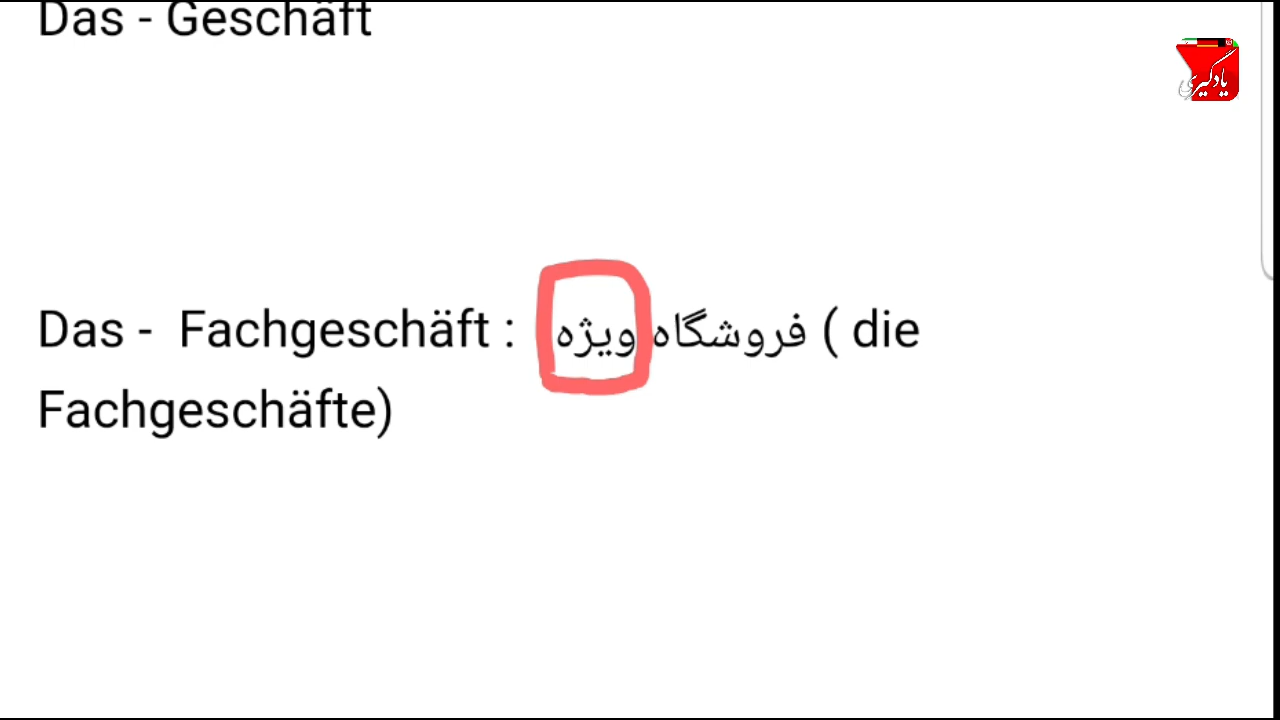 Das - Geschäft
یادگیری
Das -  Fachgeschäft :  فروشگاه ویژه ( die
Fachgeschäfte)